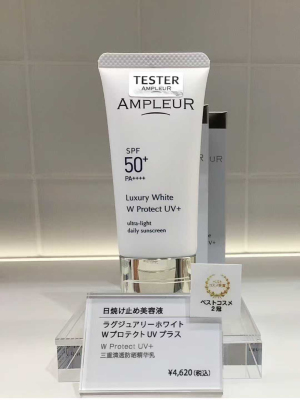 TESTER
AMPLEUR
AMPLEUR
SPF
50+
PA++++
Luxury White
W Protect UV+
ultra-light
daily sunscreen
ベストコスメ
2冠
日焼け止め美容液
ラグジュアリーホワイト
WプロテクトUV プラス
W Protect UV+
¥4,620(税込)